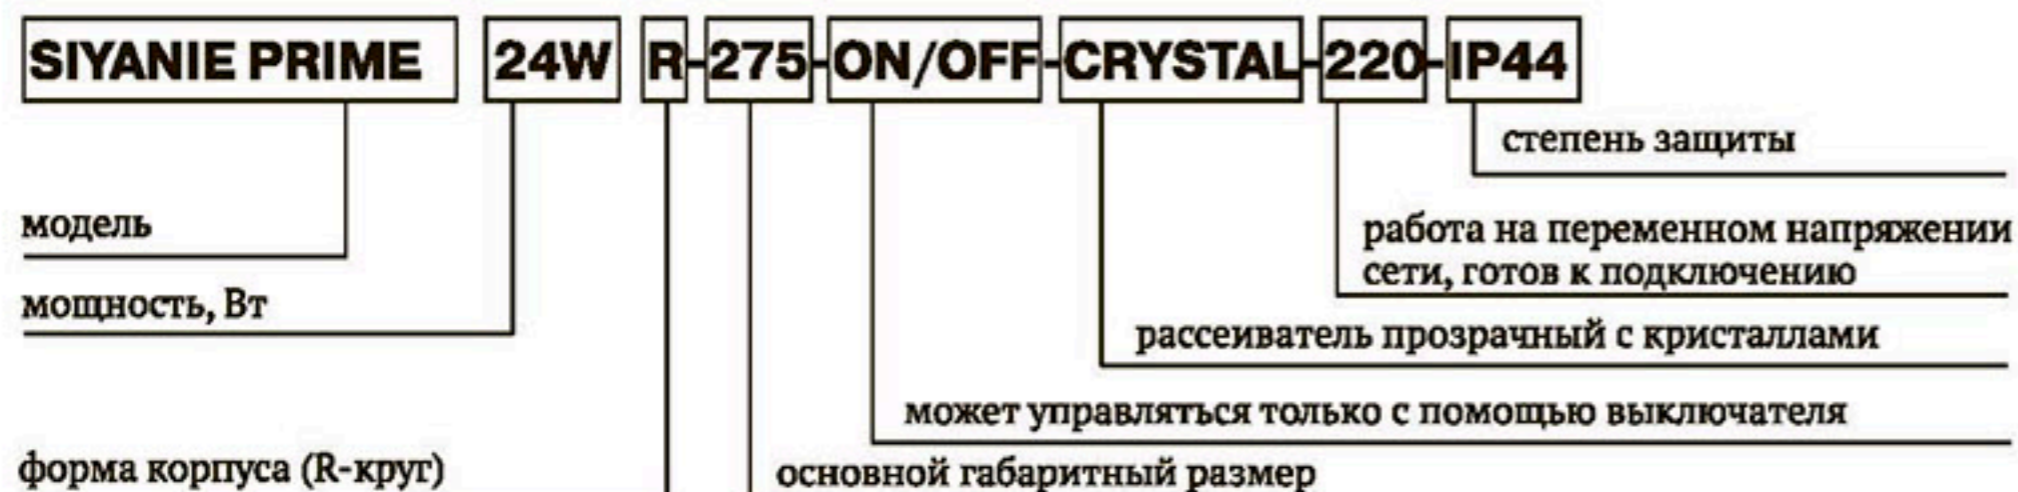 SIYANIE PRIME 24W R-275-ON/OFF-CRYSTAL-220-IP44
степень защиты
модель
работа на переменном напряжении
сети, готов к подключению
мощность, Вт
рассеиватель прозрачный с кристаллами
может управляться только с помощью выключателя
форма корпуса (R-круг)
основной габаритный размер